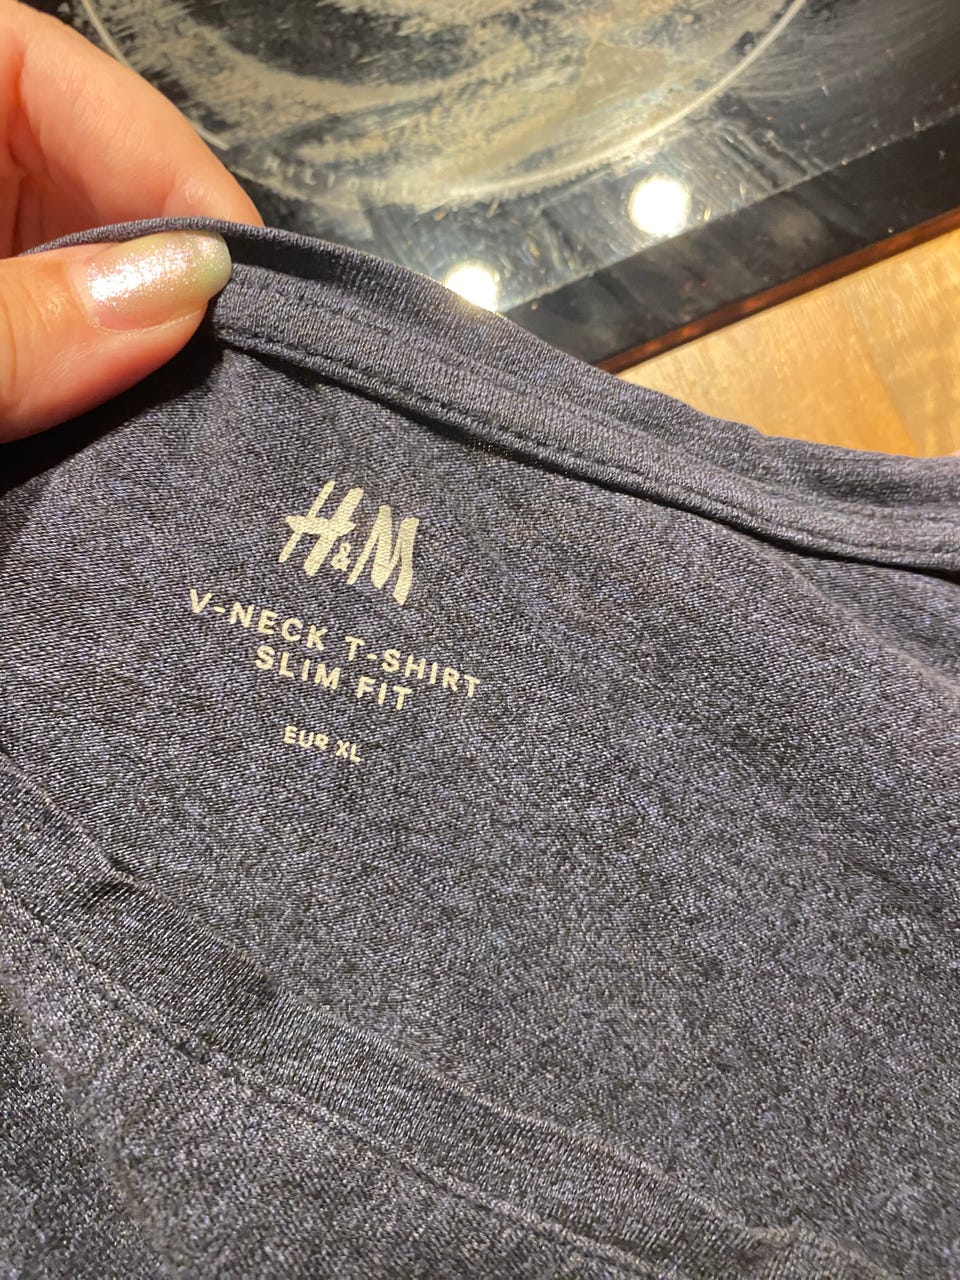 H&M
V-NECK T-SHIRT
SLIM FIT
EUR XL